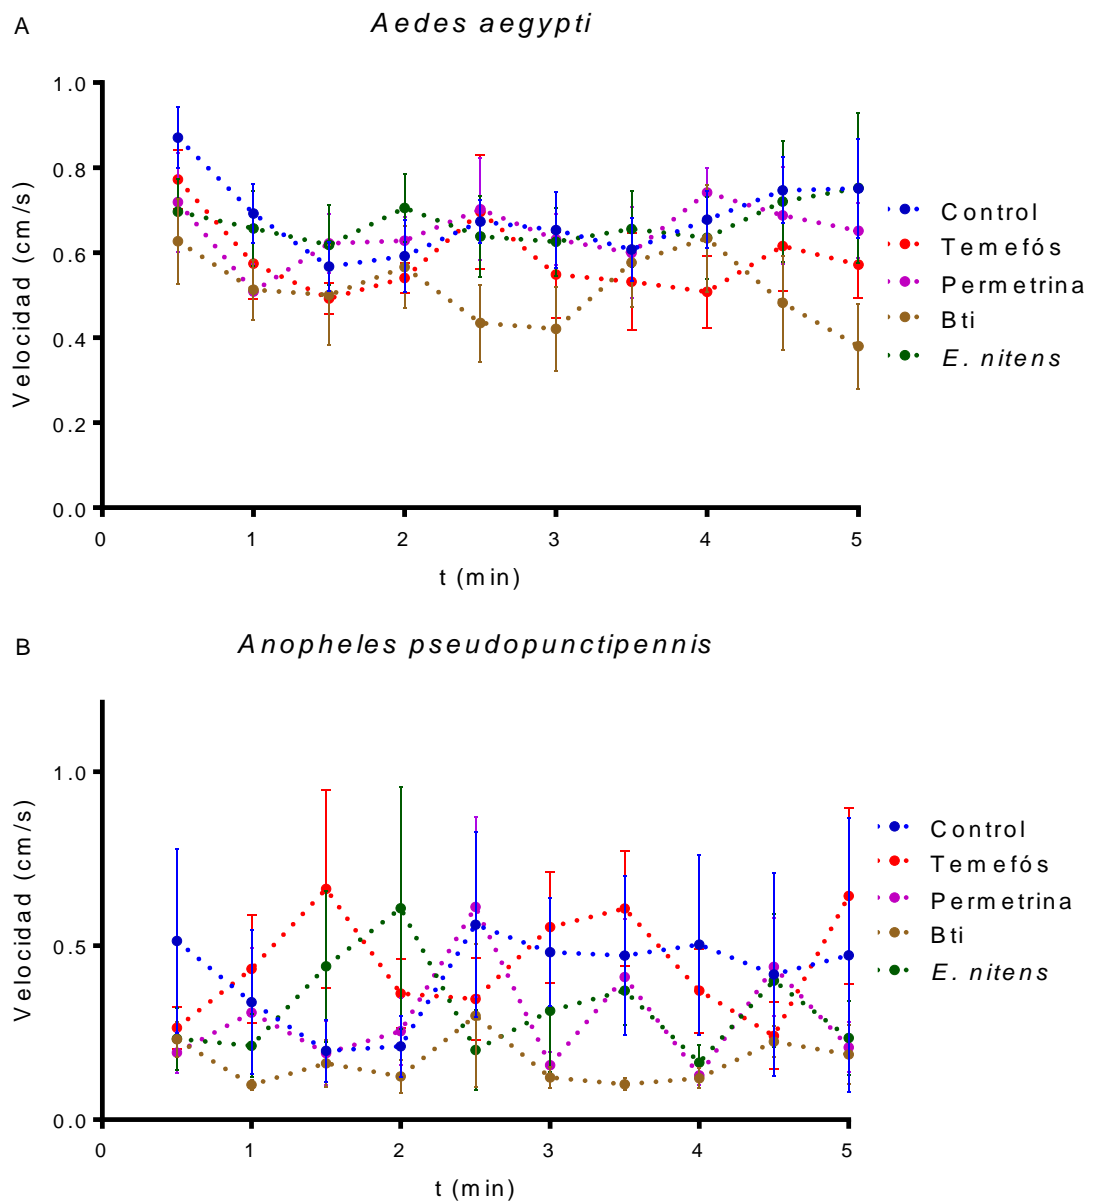 A
Aedes aegypti
1.0
0.8
0.6
0.4
0.2
0.0
Velocidad (cm/s)
0 1 2 3 4 5
t (min)
Control
Temefós
Permetrina
Bti
E. nitens
B
Anopheles pseudopunctipennis
1.0
0.5
0.0
Velocidad (cm/s)
0 1 2 3 4 5
t (min)
Control
Temefós
Permetrina
Bti
E. nitens